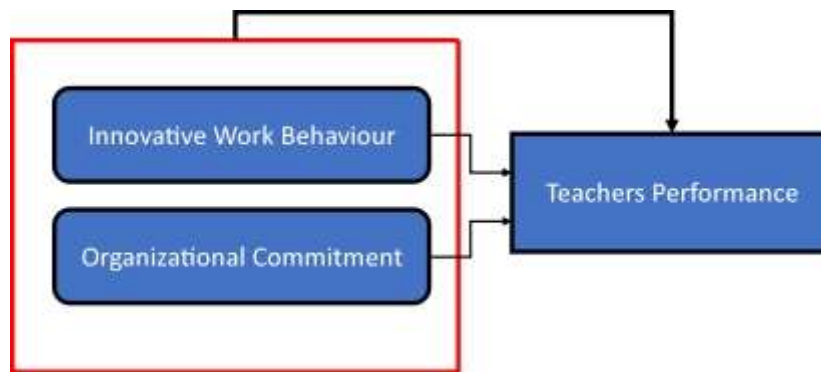 Innovative Work Behaviour
Teachers Performance
Organizational Commitment